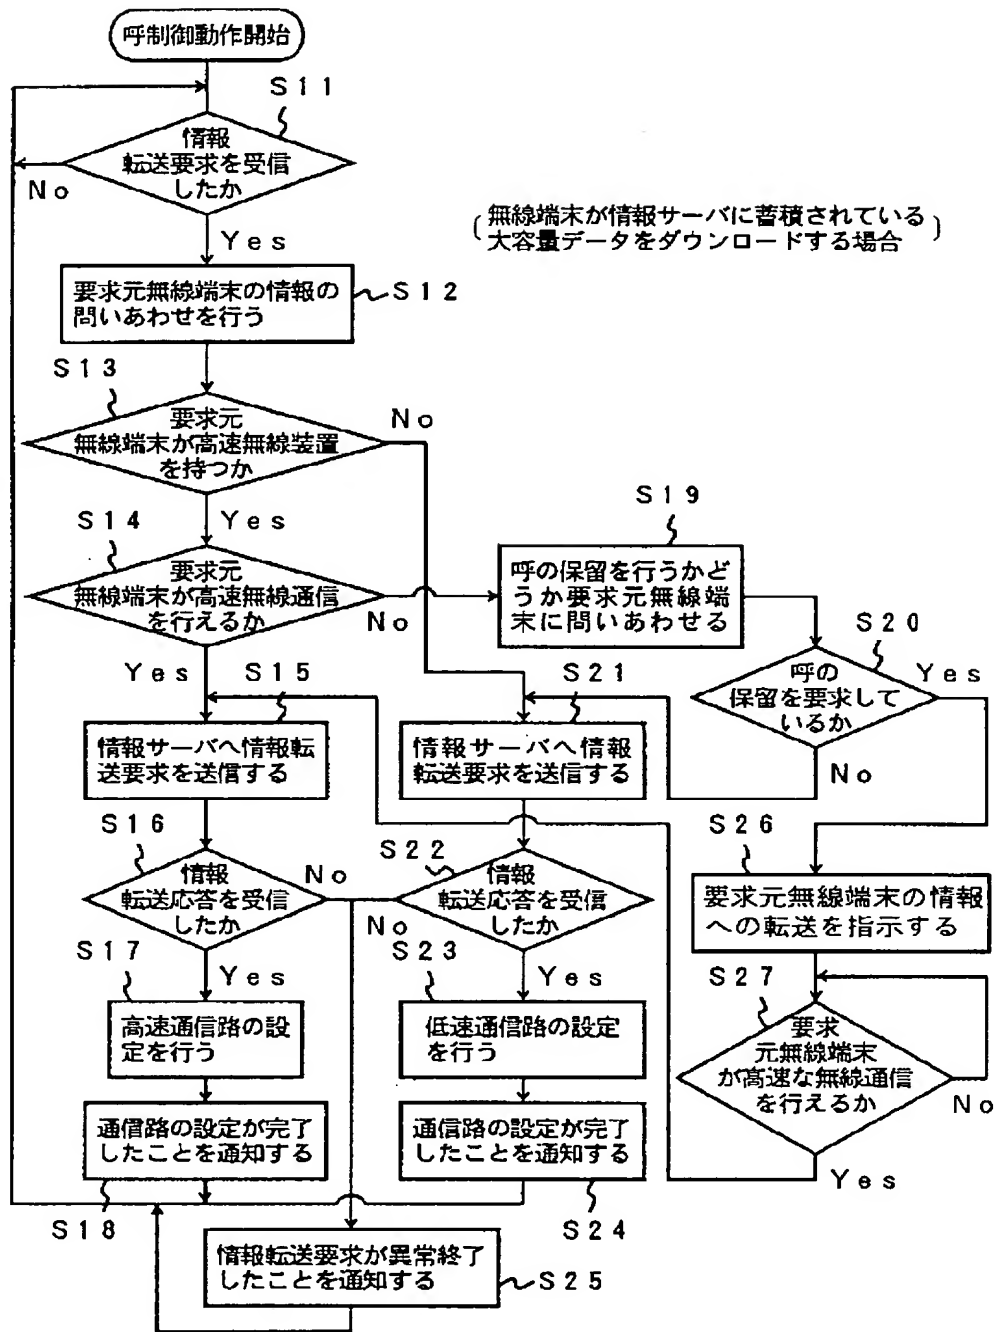 呼制御動作開始
S11
情報
転送要求を受信
したか
No
Yes
(無線端末が情報サーバに蓄積されている
大容量データをダウンロードする場合)
要求元無線端末の情報の
問いあわせを行う
S12
S13
要求元
無線端末が高速無線装置
を持つか
No
Yes
S14
要求元
無線端末が高速無線通信
を行えるか
No
Yes
S19
呼の保留を行うかど
うか要求元無線端
末に問いあわせる
S20
呼の
保留を要求して
いるか
Yes
No
S15
情報サーバへ情報転
送要求を送信する
S21
情報サーバへ情報
転送要求を送信する
S16
情報
転送応答を受信
したか
No
Yes
S22
情報
転送応答を受信
したか
No
Yes
S26
要求元無線端末の情報
への転送を指示する
S17
高速通信路の設
定を行う
S23
低速通信路の設定
を行う
S27
要求
元無線端末
が高速な無線通信
を行えるか
No
Yes
通信路の設定が完了
したことを通知する
S18
通信路の設定が完了
したことを通知する
S24
情報転送要求が異常終了
したことを通知する
S25